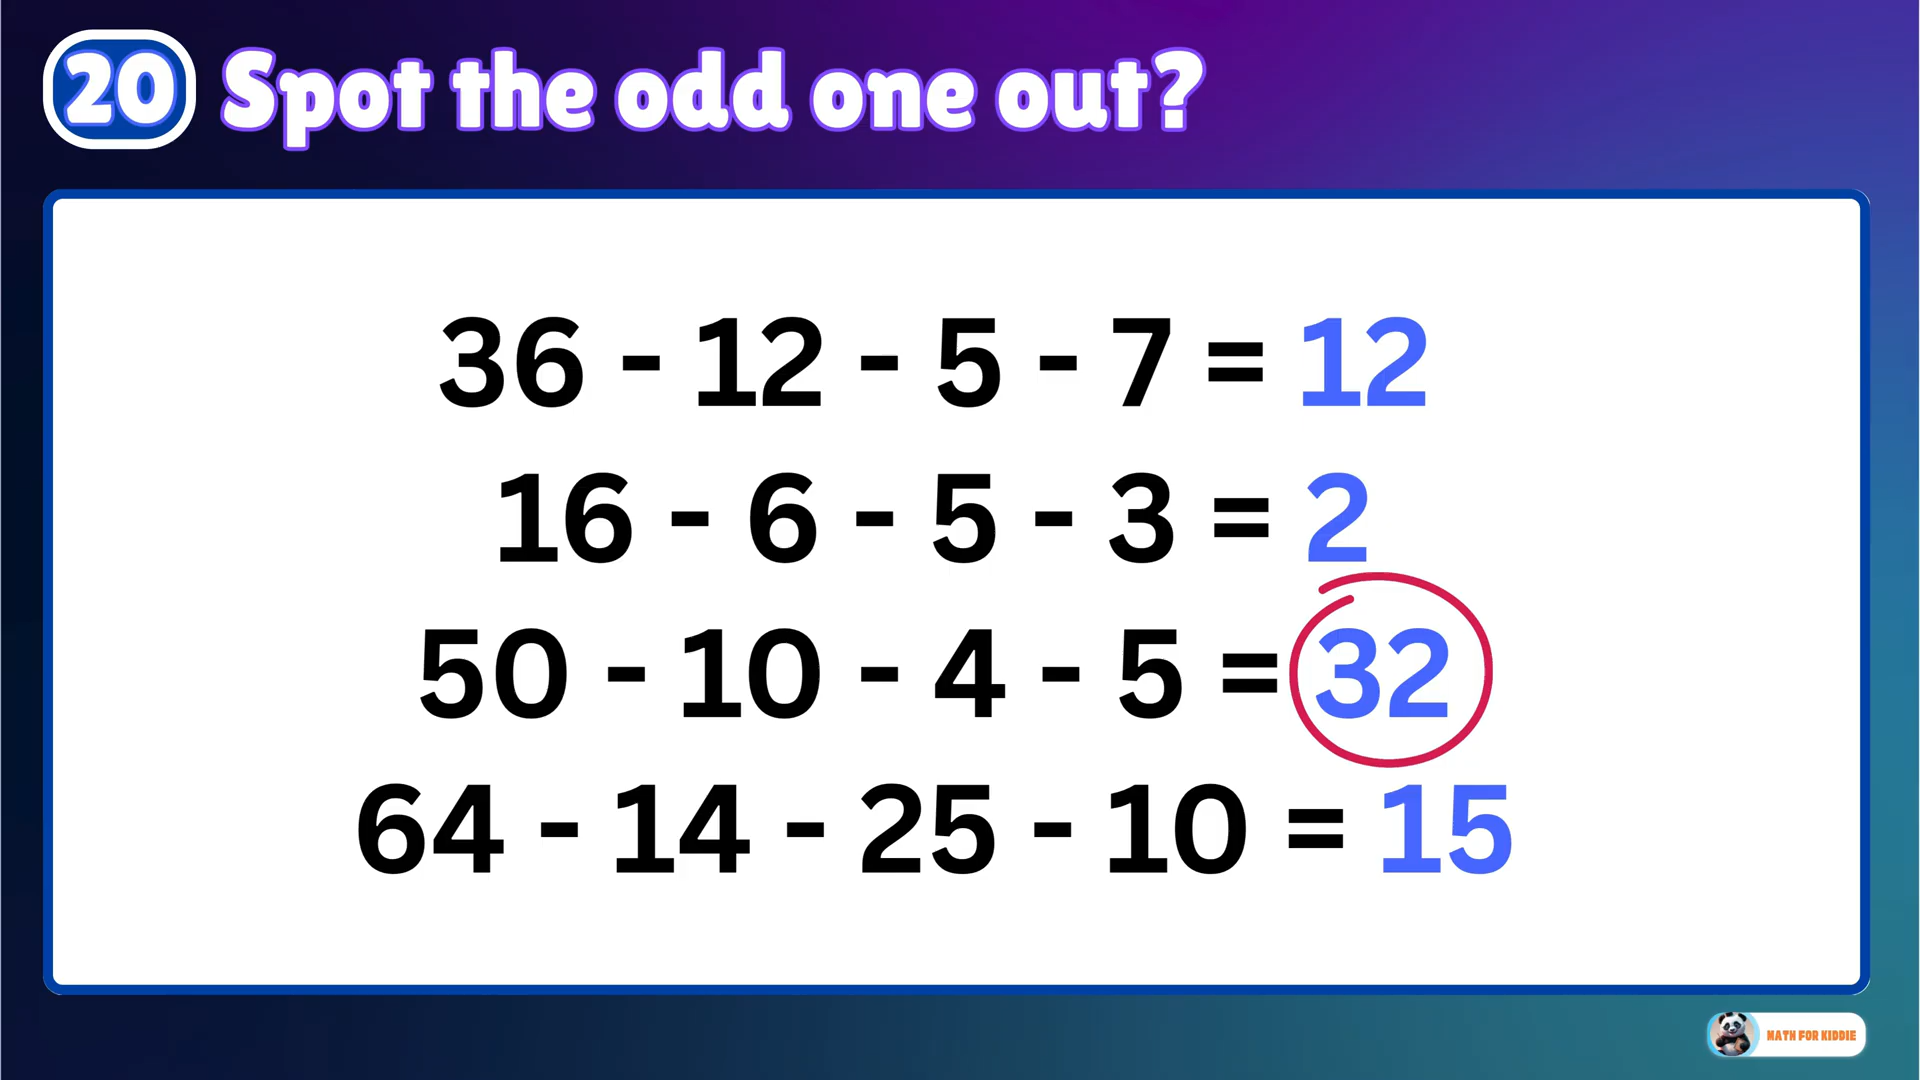 20 Spot the odd one out?
36 - 12 - 5 - 7 = 12
16 - 6 - 5 - 3 = 2
50 - 10 - 4 - 5 = 32
64 - 14 - 25 - 10 = 15
MATH FOR KIDDIE